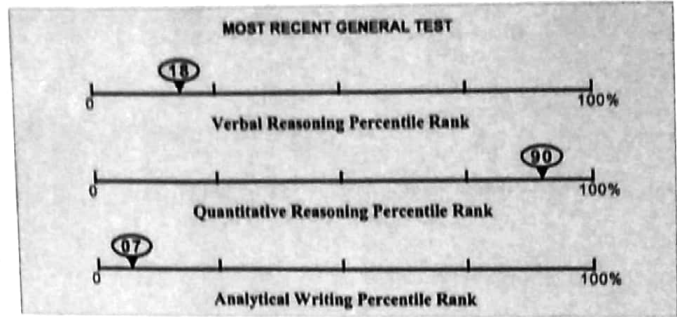 MOST RECENT GENERAL TEST
18
0 100%
Verbal Reasoning Percentile Rank
90
0 100%
Quantitative Reasoning Percentile Rank
07
0 100%
Analytical Writing Percentile Rank